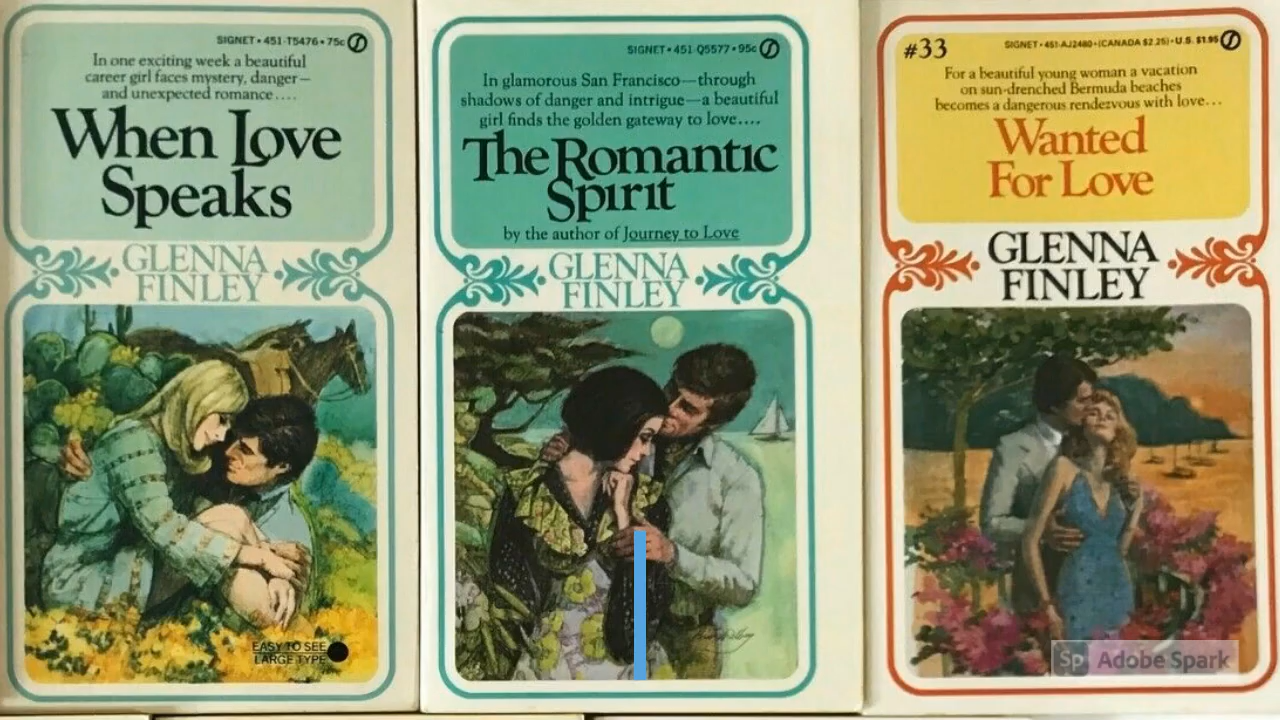 SIGNET • 451-T5476 • 75c
In one exciting week a beautiful
career girl faces mystery, danger—
and unexpected romance....
When Love
Speaks
GLENNA
FINLEY
EASY TO SEE
LARGE TYPE
SIGNET • 451-Q5577 • 95c
In glamorous San Francisco—through
shadows of danger and intrigue—a beautiful
girl finds the golden gateway to love....
The Romantic
Spirit
by the author of Journey to Love
GLENNA
FINLEY
#33
SIGNET • 451-AJ2480 • (CANADA $2.25) • U.S. $1.95
For a beautiful young woman a vacation
on sun-drenched Bermuda beaches
becomes a dangerous rendezvous with love...
Wanted
For Love
GLENNA
FINLEY
Sp Adobe Spark